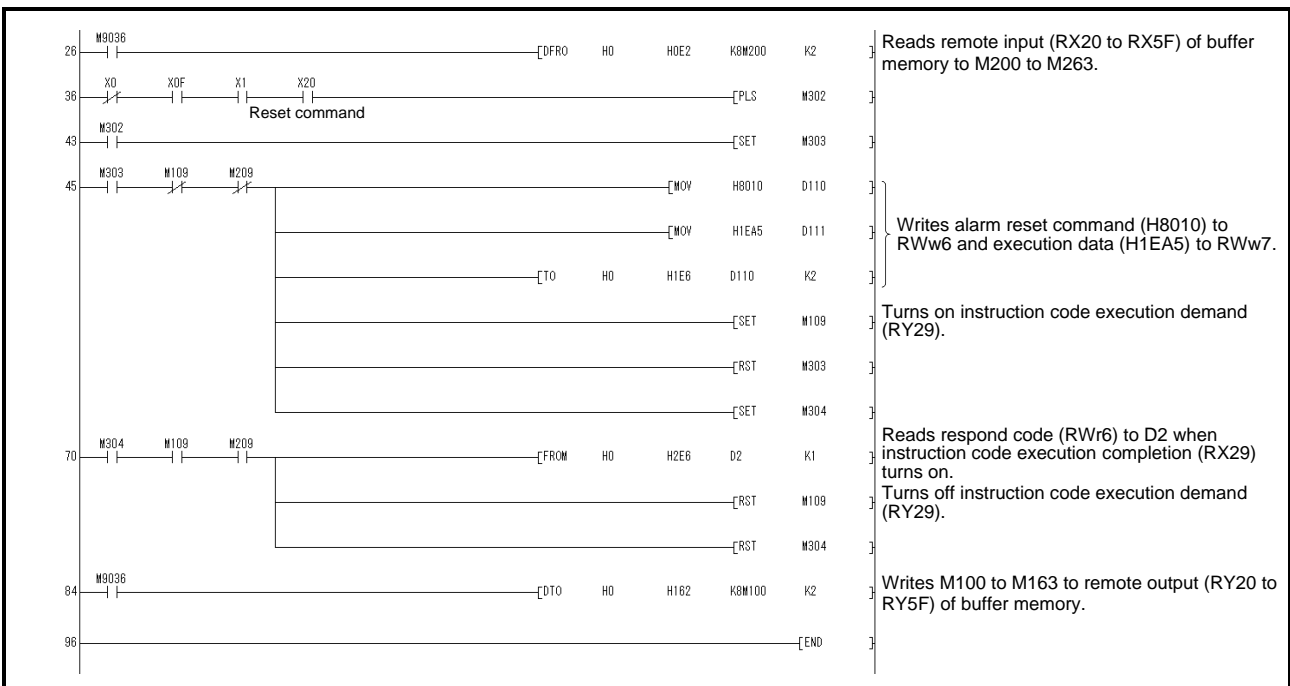 M9036
26 [DFRO H0 H0E2 K8M200 K2 ] Reads remote input (RX20 to RX5F) of buffer
memory to M200 to M263.
X0 X0F X1 X20
36 [PLS M302 ]
Reset command
M302
43 [SET M303 ]
M303 M109 M209
45 [MOV H8010 D110 ]
[MOV H1EA5 D111 ] Writes alarm reset command (H8010) to
RWw6 and execution data (H1EA5) to RWw7.
[TO H0 H1E6 D110 K2 ]
[SET M109 ] Turns on instruction code execution demand
(RY29).
[RST M303 ]
[SET M304 ]
M304 M109 M209
70 [FROM H0 H2E6 D2 K1 ] Reads respond code (RWr6) to D2 when
instruction code execution completion (RX29)
turns on.
[RST M109 ] Turns off instruction code execution demand
(RY29).
[RST M304 ]
M9036
84 [DTO H0 H162 K8M100 K2 ] Writes M100 to M163 to remote output (RY20 to
RY5F) of buffer memory.
96 [END ]